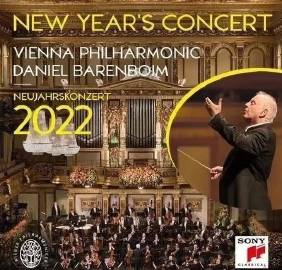 NEW YEAR'S CONCERT
VIENNA PHILHARMONIC
DANIEL BARENBOIM
NEUJAHRSKONZERT
2022
SONY
CLASSICAL